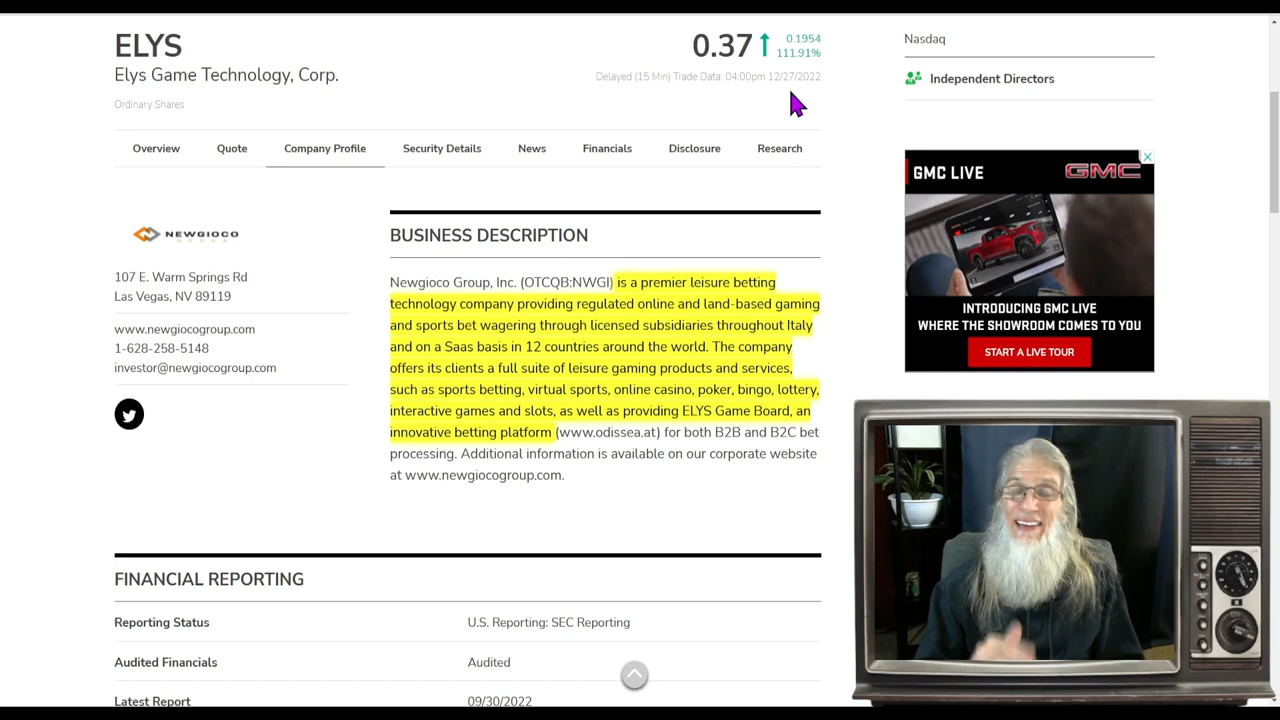 ELYS
Elys Game Technology, Corp.
Ordinary Shares
0.37
0.1954
111.91%
Delayed (15 Min) Trade Data: 04:00pm 12/27/2022
Overview
Quote
Company Profile
Security Details
News
Financials
Disclosure
Research
NEWGIOCO
GROUP
107 E. Warm Springs Rd
Las Vegas, NV 89119
www.newgiocogroup.com
1-628-258-5148
investor@newgiocogroup.com
BUSINESS DESCRIPTION
Newgioco Group, Inc. (OTCQB:NWGI) is a premier leisure betting
technology company providing regulated online and land-based gaming
and sports bet wagering through licensed subsidiaries throughout Italy
and on a Saas basis in 12 countries around the world. The company
offers its clients a full suite of leisure gaming products and services,
such as sports betting, virtual sports, online casino, poker, bingo, lottery,
interactive games and slots, as well as providing ELYS Game Board, an
innovative betting platform (www.odissea.at) for both B2B and B2C bet
processing. Additional information is available on our corporate website
at www.newgiocogroup.com.
FINANCIAL REPORTING
Reporting Status U.S. Reporting: SEC Reporting
Audited Financials Audited
Latest Report 09/30/2022
Nasdaq
Independent Directors
GMC LIVE
GMC
INTRODUCING GMC LIVE
WHERE THE SHOWROOM COMES TO YOU
START A LIVE TOUR